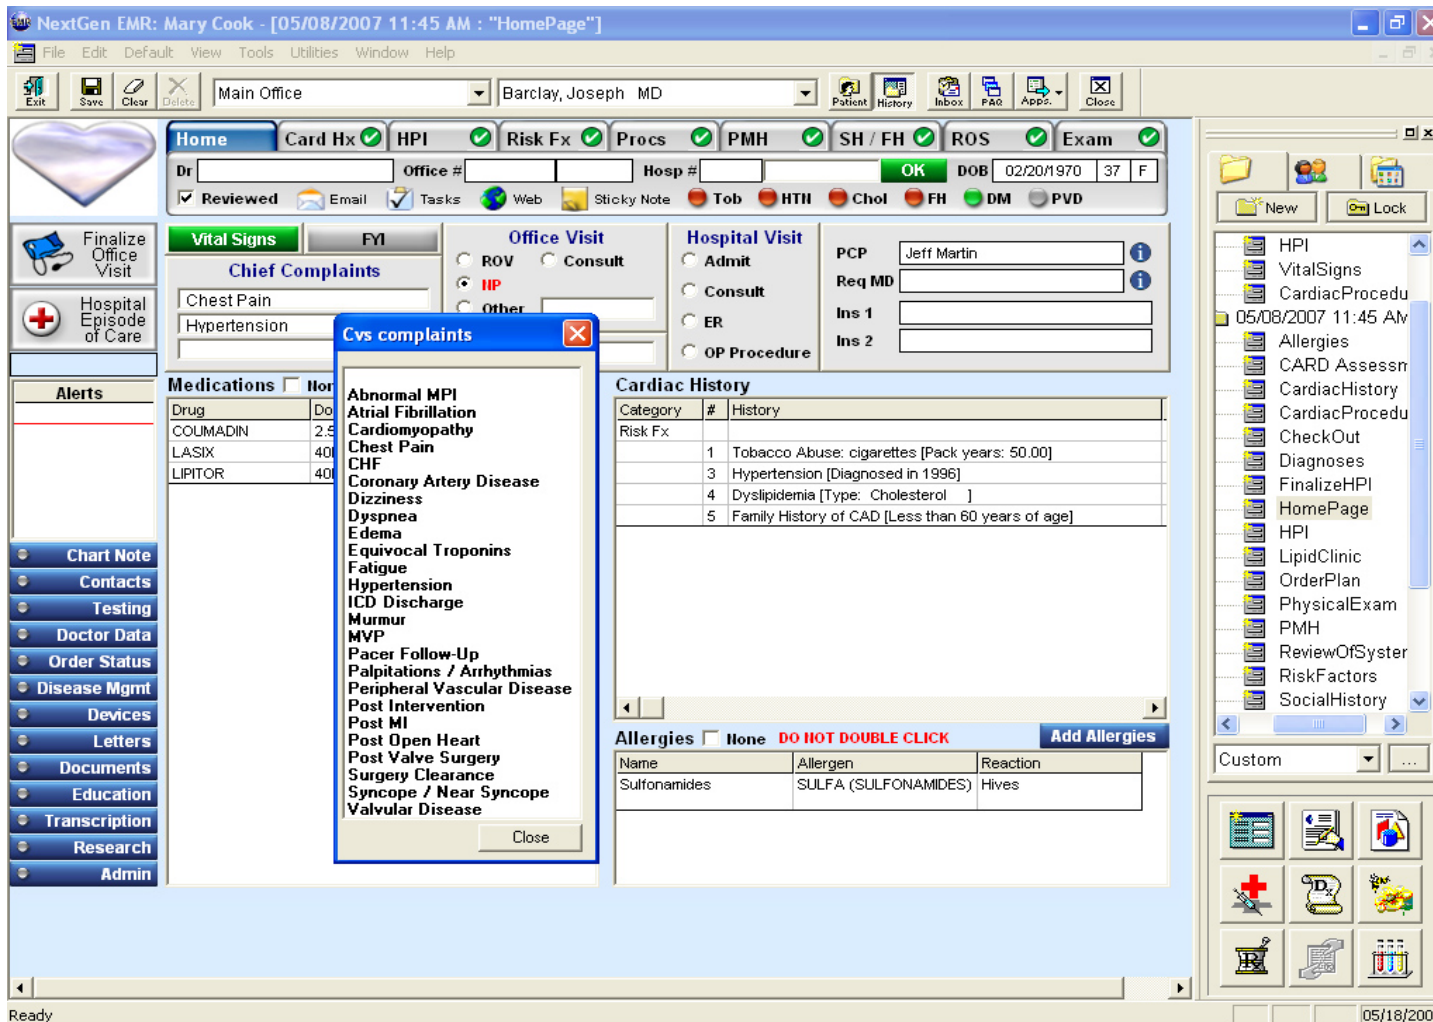 NextGen EMR: Mary Cook - [05/08/2007 11:45 AM : "HomePage"]
File Edit Default View Tools Utilities Window Help
Exit Save Clear Delete Main Office Barclay, Joseph MD Patient History Inbox PAQ Apps. Close
Home Card Hx HPI Risk Fx Procs PMH SH / FH ROS Exam
Dr Office # Hosp # OK DOB 02/20/1970 37 F
Reviewed Email Tasks Web Sticky Note Tob HTN Chol FH DM PVD
Finalize
Office
Visit
Hospital
Episode
of Care
Alerts
Chart Note
Contacts
Testing
Doctor Data
Order Status
Disease Mgmt
Devices
Letters
Documents
Education
Transcription
Research
Admin
Vital Signs FYI
Chief Complaints
Chest Pain
Hypertension
Office Visit
ROV Consult
NP
Other
Hospital Visit
Admit
Consult
ER
OP Procedure
PCP Jeff Martin
Req MD
Ins 1
Ins 2
Medications
Drug
COUMADIN 2.5
LASIX
LIPITOR
Cvs complaints
Abnormal MPI
Atrial Fibrillation
Cardiomyopathy
Chest Pain
CHF
Coronary Artery Disease
Dizziness
Dyspnea
Edema
Equivocal Troponins
Fatigue
Hypertension
ICD Discharge
Murmur
MVP
Pacer Follow-Up
Palpitations / Arrhythmias
Peripheral Vascular Disease
Post Intervention
Post MI
Post Open Heart
Post Valve Surgery
Surgery Clearance
Syncope / Near Syncope
Valvular Disease
Close
Cardiac History
Category # History
Risk Fx
1 Tobacco Abuse: cigarettes [Pack years: 50.00]
3 Hypertension [Diagnosed in 1996]
4 Dyslipidemia [Type: Cholesterol ]
5 Family History of CAD [Less than 60 years of age]
Allergies None DO NOT DOUBLE CLICK Add Allergies
Name Allergen Reaction
Sulfonamides SULFA (SULFONAMIDES) Hives
New Lock
HPI
VitalSigns
CardiacProcedu
05/08/2007 11:45 AM
Allergies
CARD Assessm
CardiacHistory
CardiacProcedu
CheckOut
Diagnoses
FinalizeHPI
HomePage
HPI
LipidClinic
OrderPlan
PhysicalExam
PMH
ReviewOfSyster
RiskFactors
SocialHistory
Custom ...
Dx
Rx
Ready
05/18/200